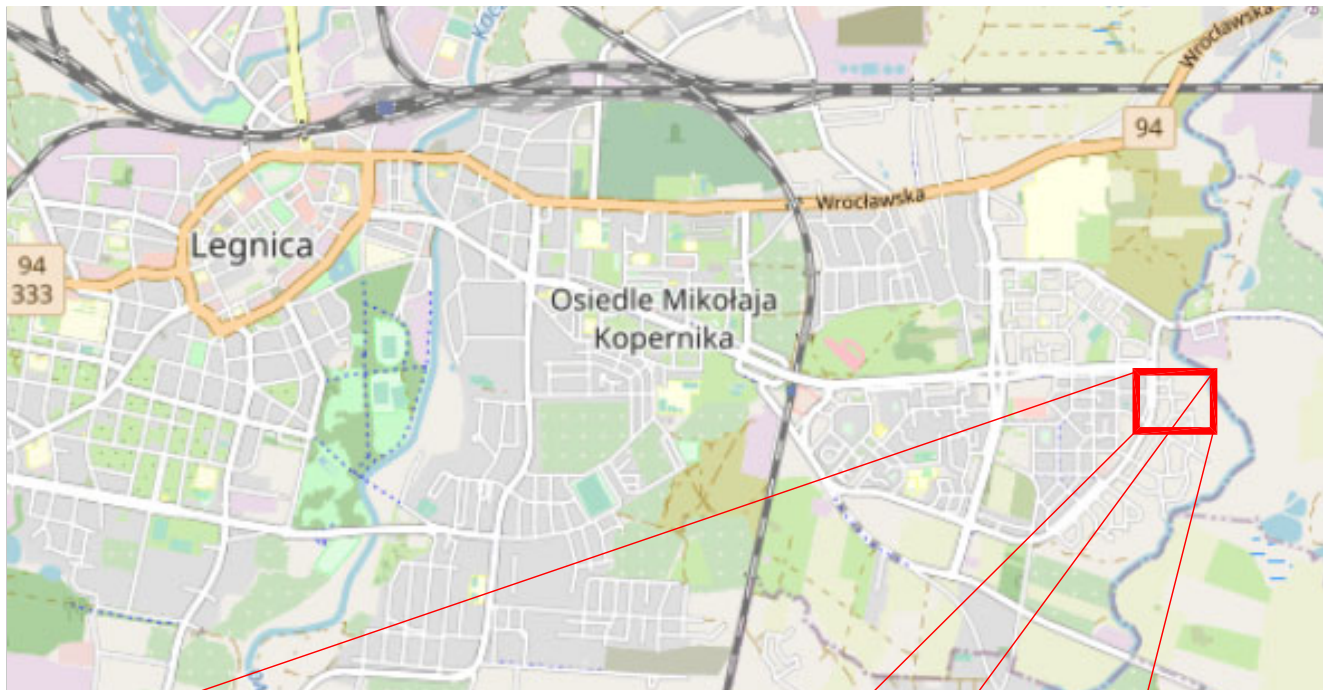 Wrocławska
94
Wrocławska
Legnica
94
333
Osiedle Mikołaja
Kopernika